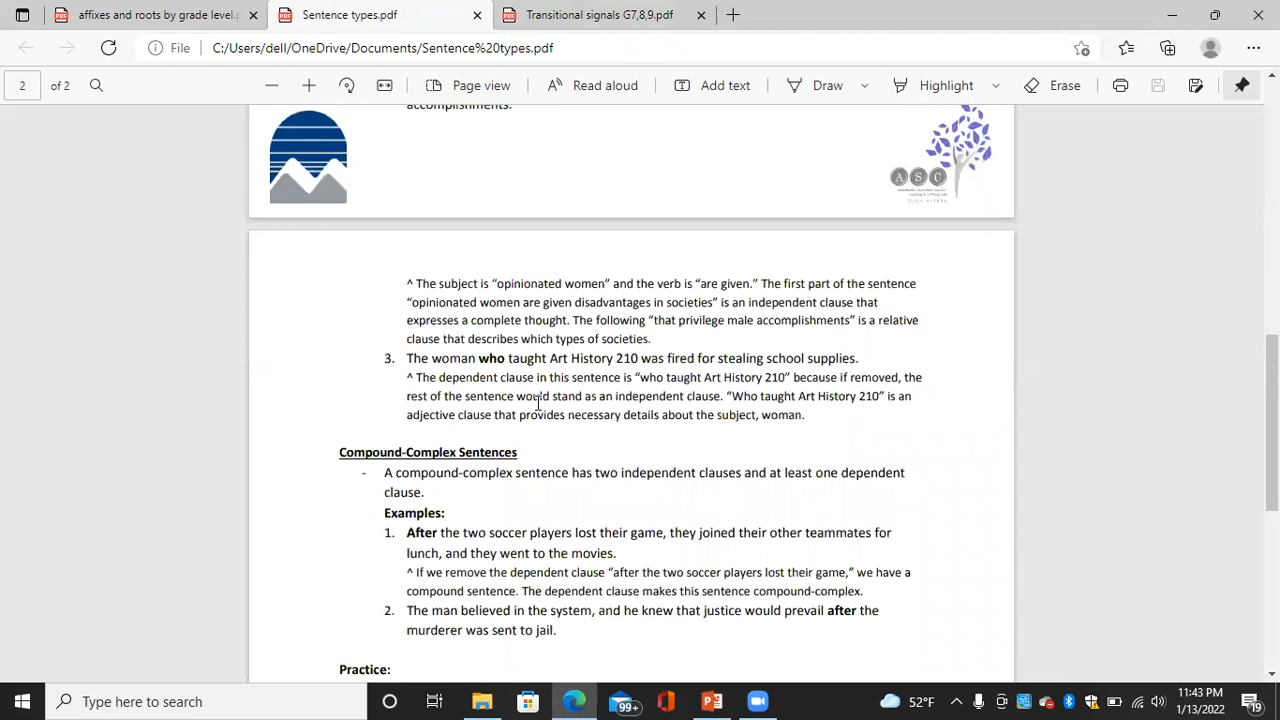 affixes and roots by grade level.p
Sentence types.pdf
Transitional signals G7,8,9.pdf
File
C:/Users/dell/OneDrive/Documents/Sentence%20types.pdf
2 of 2
Page view
Read aloud
Add text
Draw
Highlight
Erase
accomplishments.
A S C
^ The subject is “opinionated women” and the verb is “are given.” The first part of the sentence
“opinionated women are given disadvantages in societies” is an independent clause that
expresses a complete thought. The following “that privilege male accomplishments” is a relative
clause that describes which types of societies.
3. The woman who taught Art History 210 was fired for stealing school supplies.
^ The dependent clause in this sentence is “who taught Art History 210” because if removed, the
rest of the sentence would stand as an independent clause. “Who taught Art History 210” is an
adjective clause that provides necessary details about the subject, woman.
Compound-Complex Sentences
- A compound-complex sentence has two independent clauses and at least one dependent
clause.
Examples:
1. After the two soccer players lost their game, they joined their other teammates for
lunch, and they went to the movies.
^ If we remove the dependent clause “after the two soccer players lost their game,” we have a
compound sentence. The dependent clause makes this sentence compound-complex.
2. The man believed in the system, and he knew that justice would prevail after the
murderer was sent to jail.
Practice:
Type here to search
99+
52°F
11:43 PM
1/13/2022
19